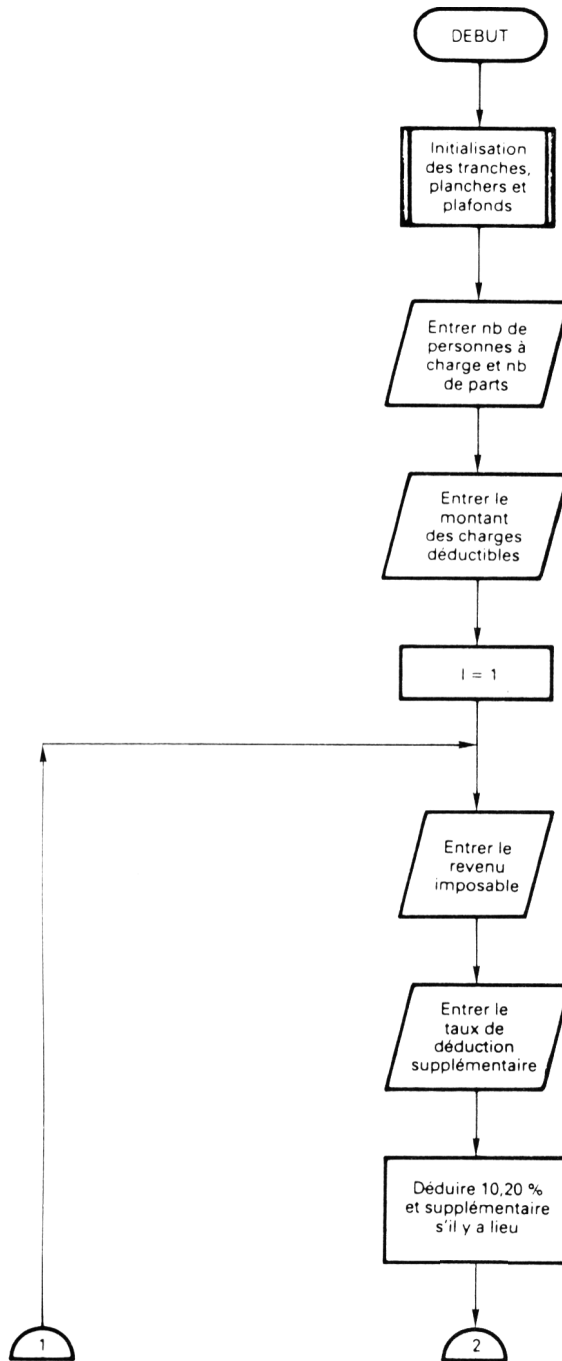 DEBUT
Initialisation
des tranches,
planchers et
plafonds
Entrer nb de
personnes à
charge et nb
de parts
Entrer le
montant
des charges
déductibles
I = 1
Entrer le
revenu
imposable
Entrer le
taux de
déduction
supplémentaire
Déduire 10,20 %
et supplémentaire
s'il y a lieu
1
2